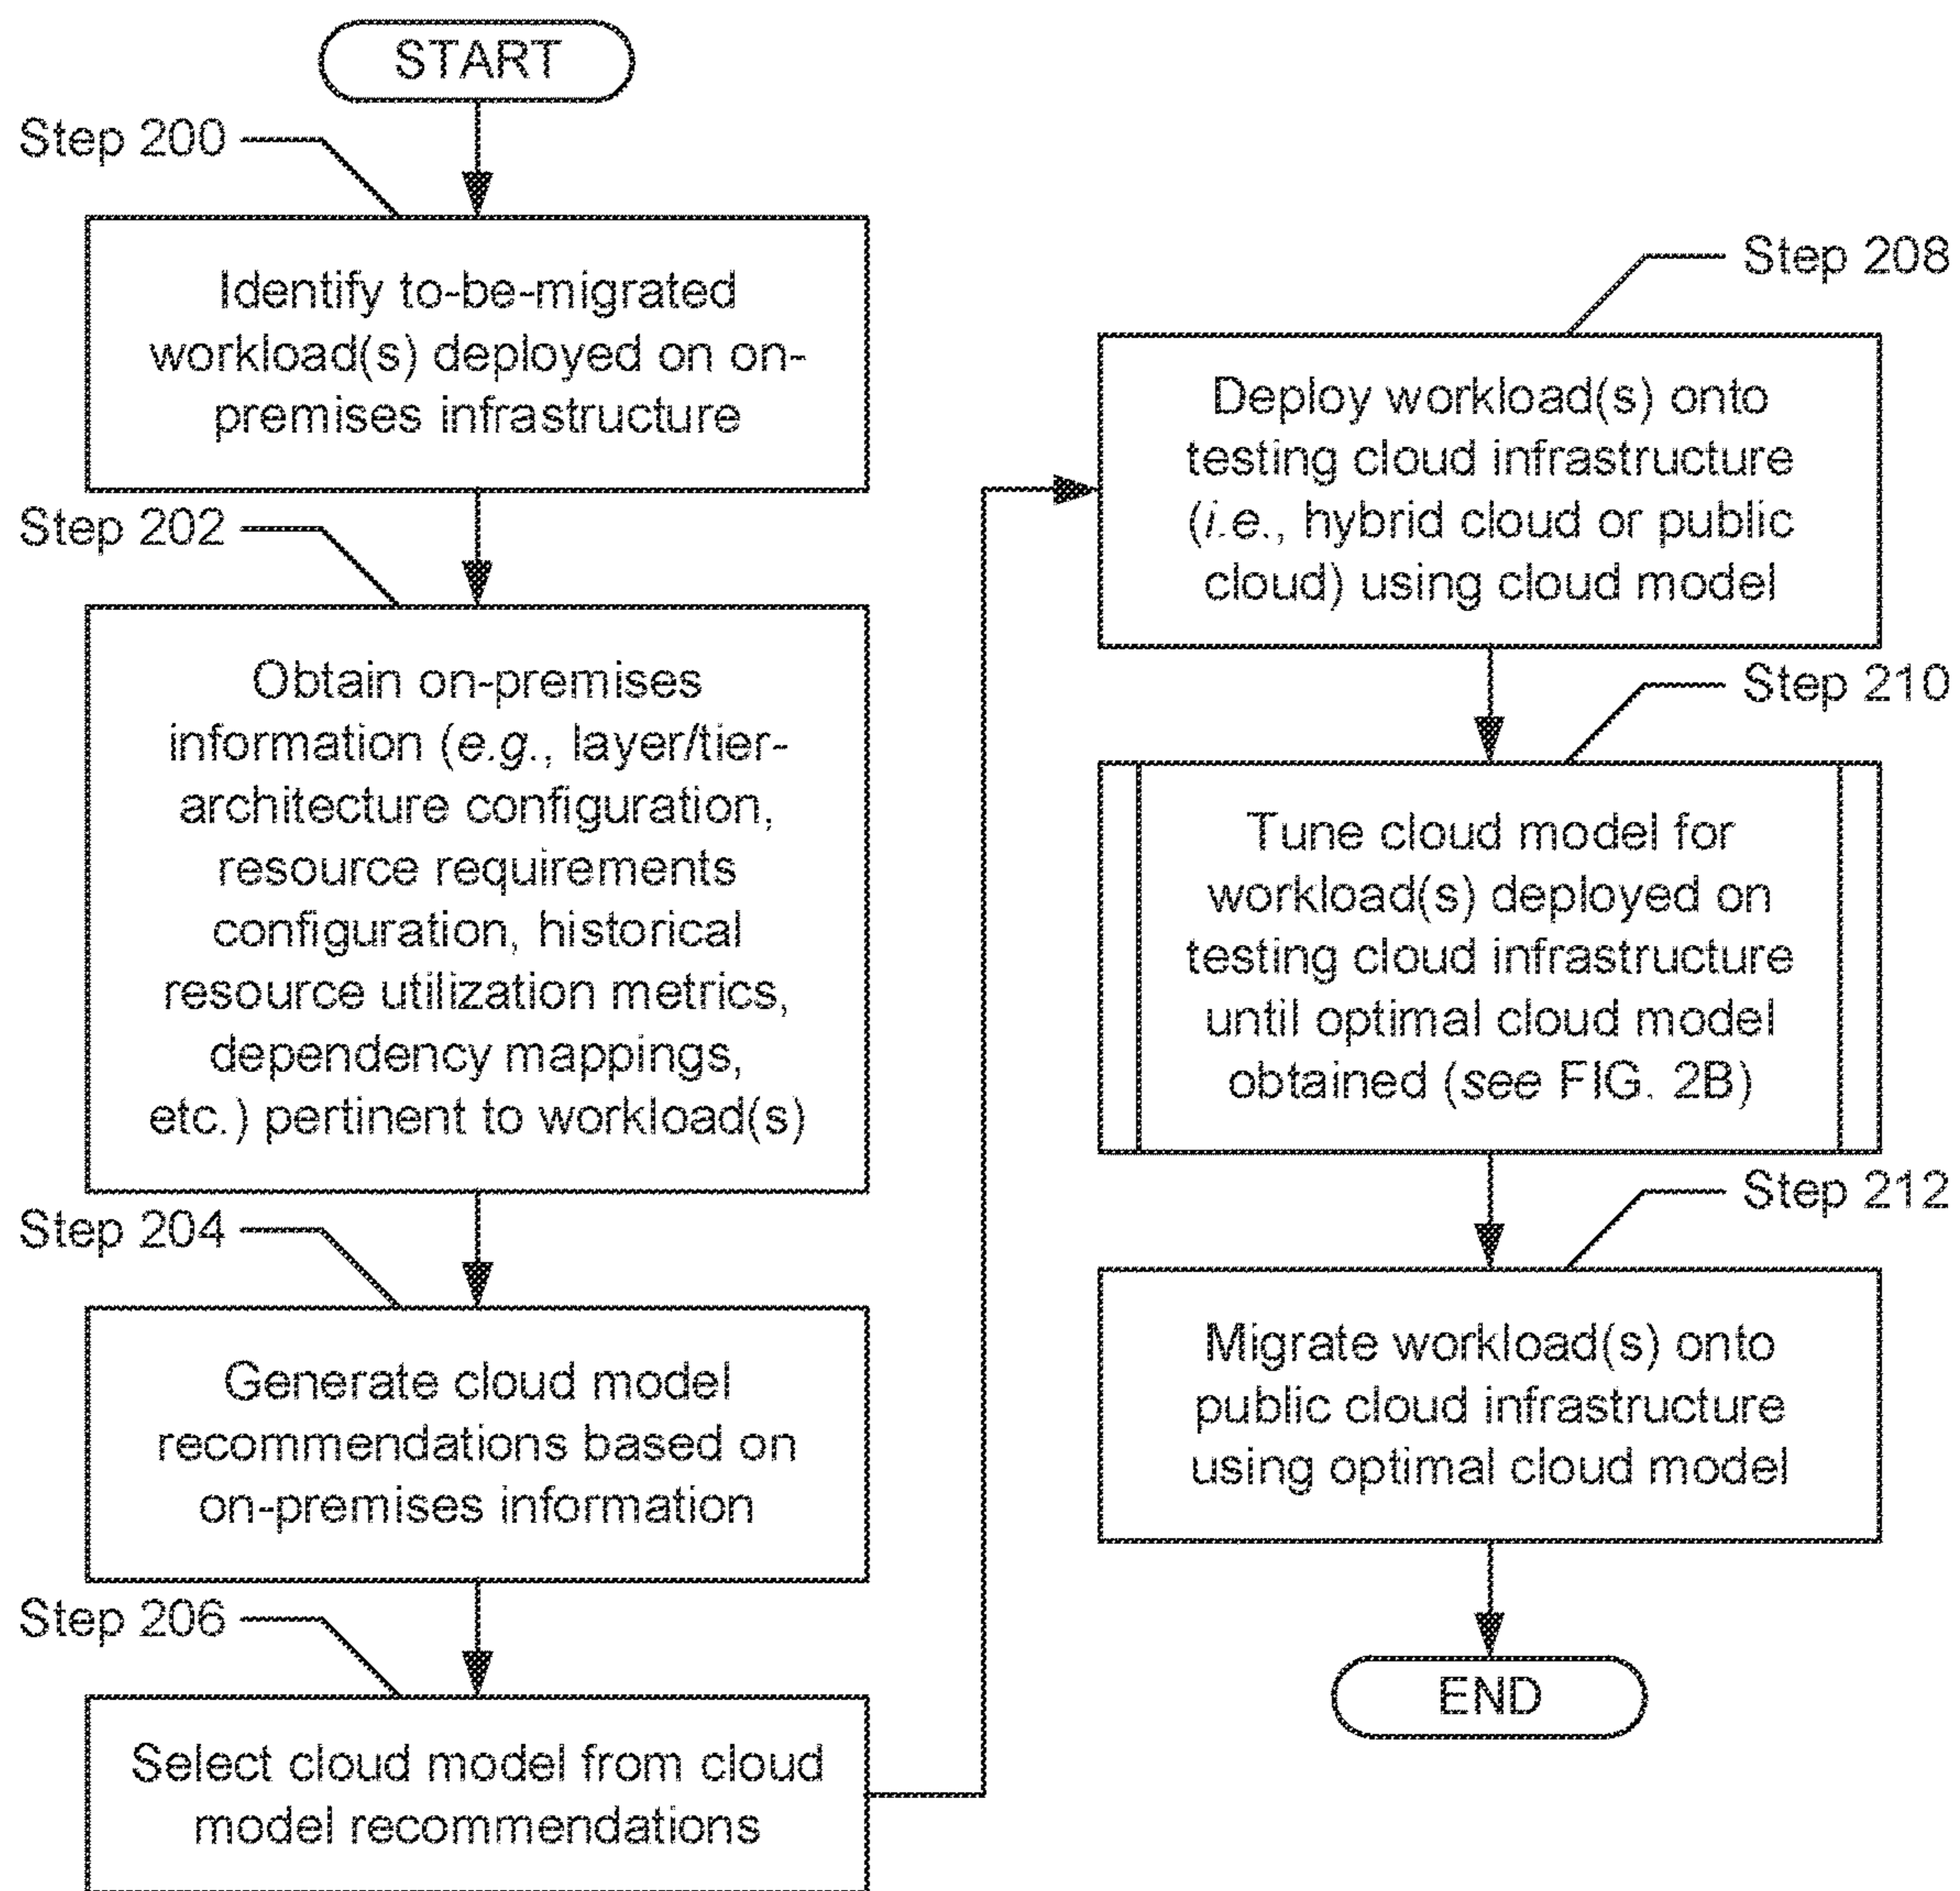 START
Step 200
Identify to-be-migrated
workload(s) deployed on on-
premises infrastructure
Step 202
Obtain on-premises
information (e.g., layer/tier-
architecture configuration,
resource requirements
configuration, historical
resource utilization metrics,
dependency mappings,
etc.) pertinent to workload(s)
Step 204
Generate cloud model
recommendations based on
on-premises information
Step 206
Select cloud model from cloud
model recommendations
Step 208
Deploy workload(s) onto
testing cloud infrastructure
(i.e., hybrid cloud or public
cloud) using cloud model
Step 210
Tune cloud model for
workload(s) deployed on
testing cloud infrastructure
until optimal cloud model
obtained (see FIG. 2B)
Step 212
Migrate workload(s) onto
public cloud infrastructure
using optimal cloud model
END